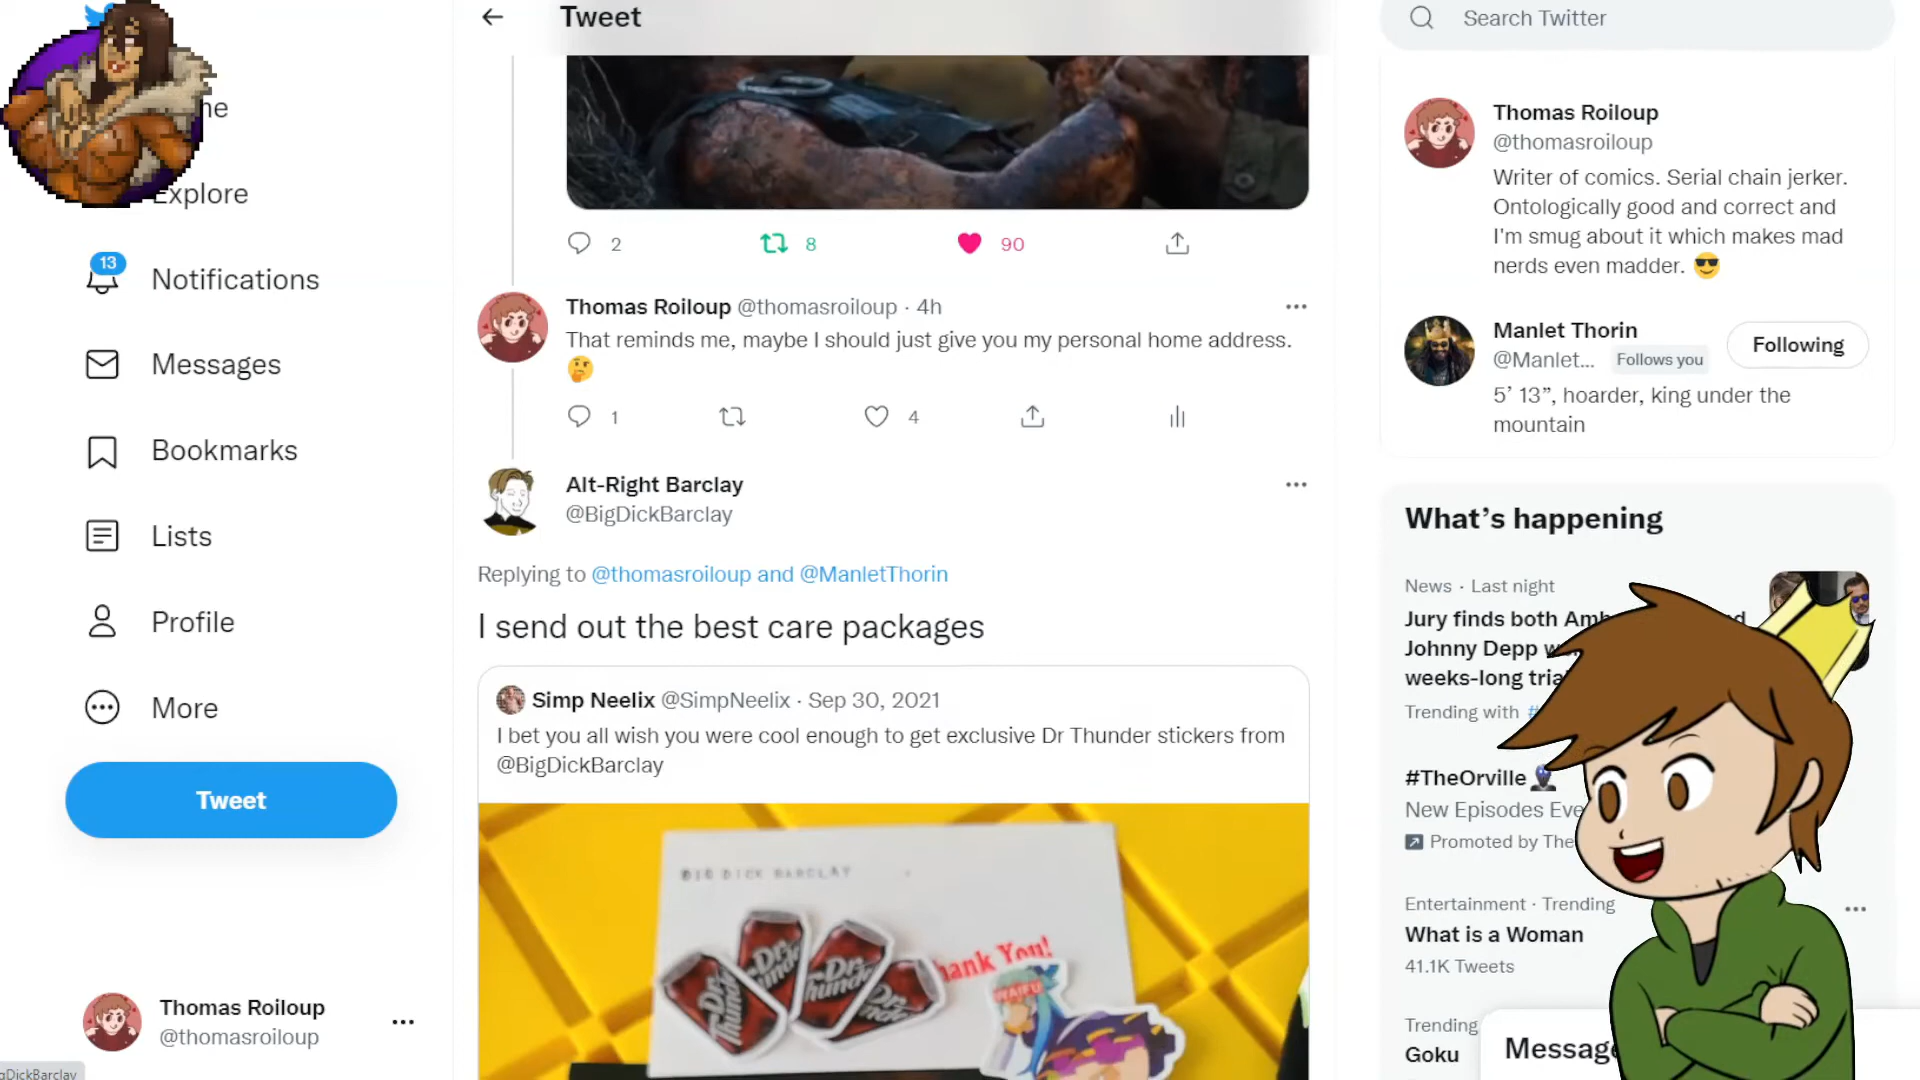 Tweet
Search Twitter
Explore
13
Notifications
Messages
Bookmarks
Lists
Profile
More
Tweet
Thomas Roiloup
@thomasroiloup
2
8
90
Thomas Roiloup @thomasroiloup · 4h
That reminds me, maybe I should just give you my personal home address.
1
4
Alt-Right Barclay
@BigDickBarclay
Replying to @thomasroiloup and @ManletThorin
I send out the best care packages
Simp Neelix @SimpNeelix · Sep 30, 2021
I bet you all wish you were cool enough to get exclusive Dr Thunder stickers from
@BigDickBarclay
BIG DICK BARCLAY
Dr. Thunder
Dr. Thunder
hank You!
WAIFU
Thomas Roiloup
@thomasroiloup
Writer of comics. Serial chain jerker.
Ontologically good and correct and
I'm smug about it which makes mad
nerds even madder.
Manlet Thorin
@Manlet...
Follows you
Following
5’ 13”, hoarder, king under the
mountain
What’s happening
News · Last night
Jury finds both Amb
Johnny Depp
weeks-long tria
Trending with #
#TheOrville
New Episodes Eve
Promoted by The
Entertainment · Trending
What is a Woman
41.1K Tweets
Trending
Goku
Message